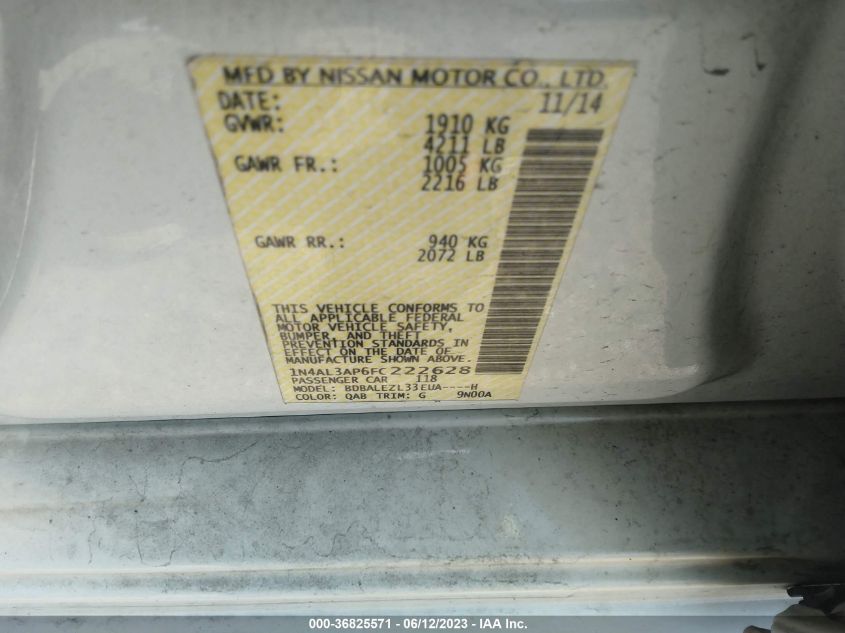 MFD BY NISSAN MOTOR CO., LTD.
DATE: 11/14
GVWR: 1910 KG
4211 LB
GAWR FR.: 1005 KG
2216 LB
GAWR RR.: 940 KG
2072 LB
THIS VEHICLE CONFORMS TO
ALL APPLICABLE FEDERAL
MOTOR VEHICLE SAFETY,
BUMPER, AND THEFT
PREVENTION STANDARDS IN
EFFECT ON THE DATE OF
MANUFACTURE SHOWN ABOVE.
1N4AL3AP6FC222628
PASSENGER CAR 118
MODEL: BDBALEZL33EUA----H
COLOR: QAB TRIM: G 9N00A
000-36825571 - 06/12/2023 - IAA Inc.